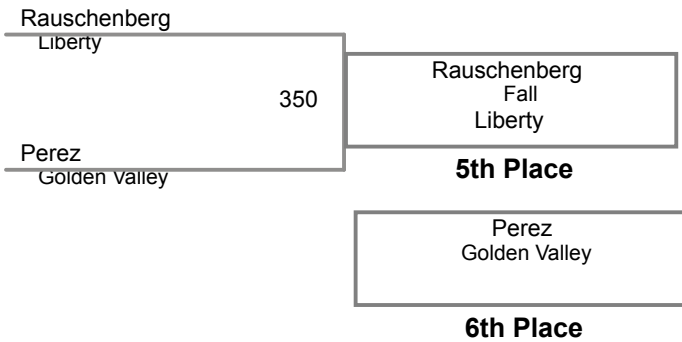 Rauschenberg
Liberty
350
Perez
Golden Valley
Rauschenberg
Fall
Liberty
5th Place
Perez
Golden Valley
6th Place